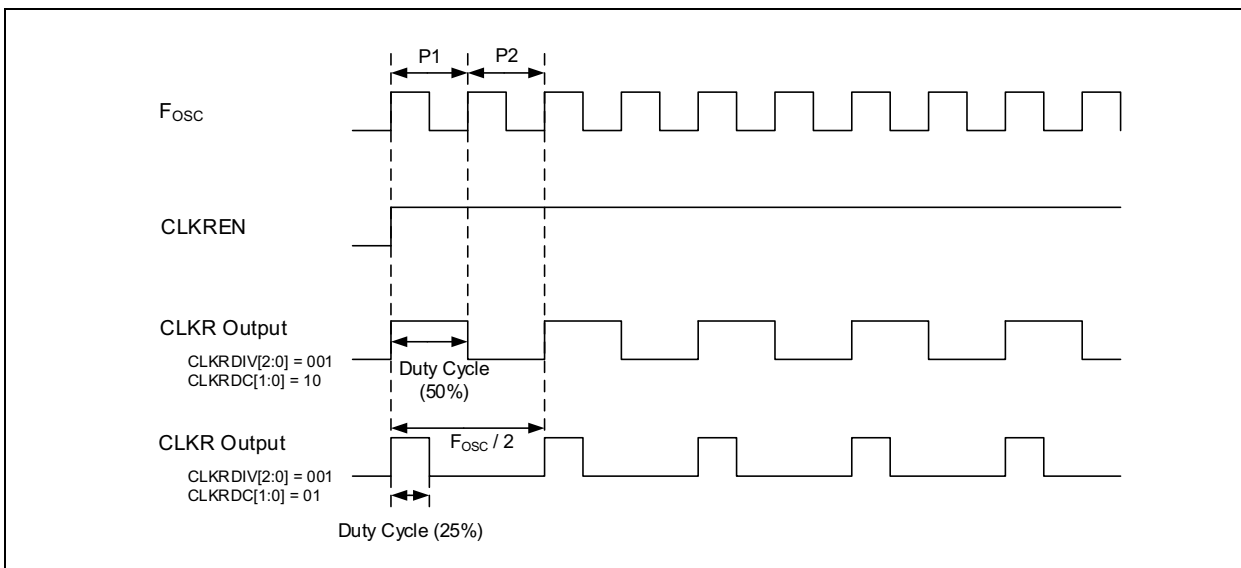 P1
P2
FOSC
CLKREN
CLKR Output
CLKRDIV[2:0] = 001
CLKRDC[1:0] = 10
Duty Cycle
(50%)
FOSC / 2
CLKR Output
CLKRDIV[2:0] = 001
CLKRDC[1:0] = 01
Duty Cycle (25%)